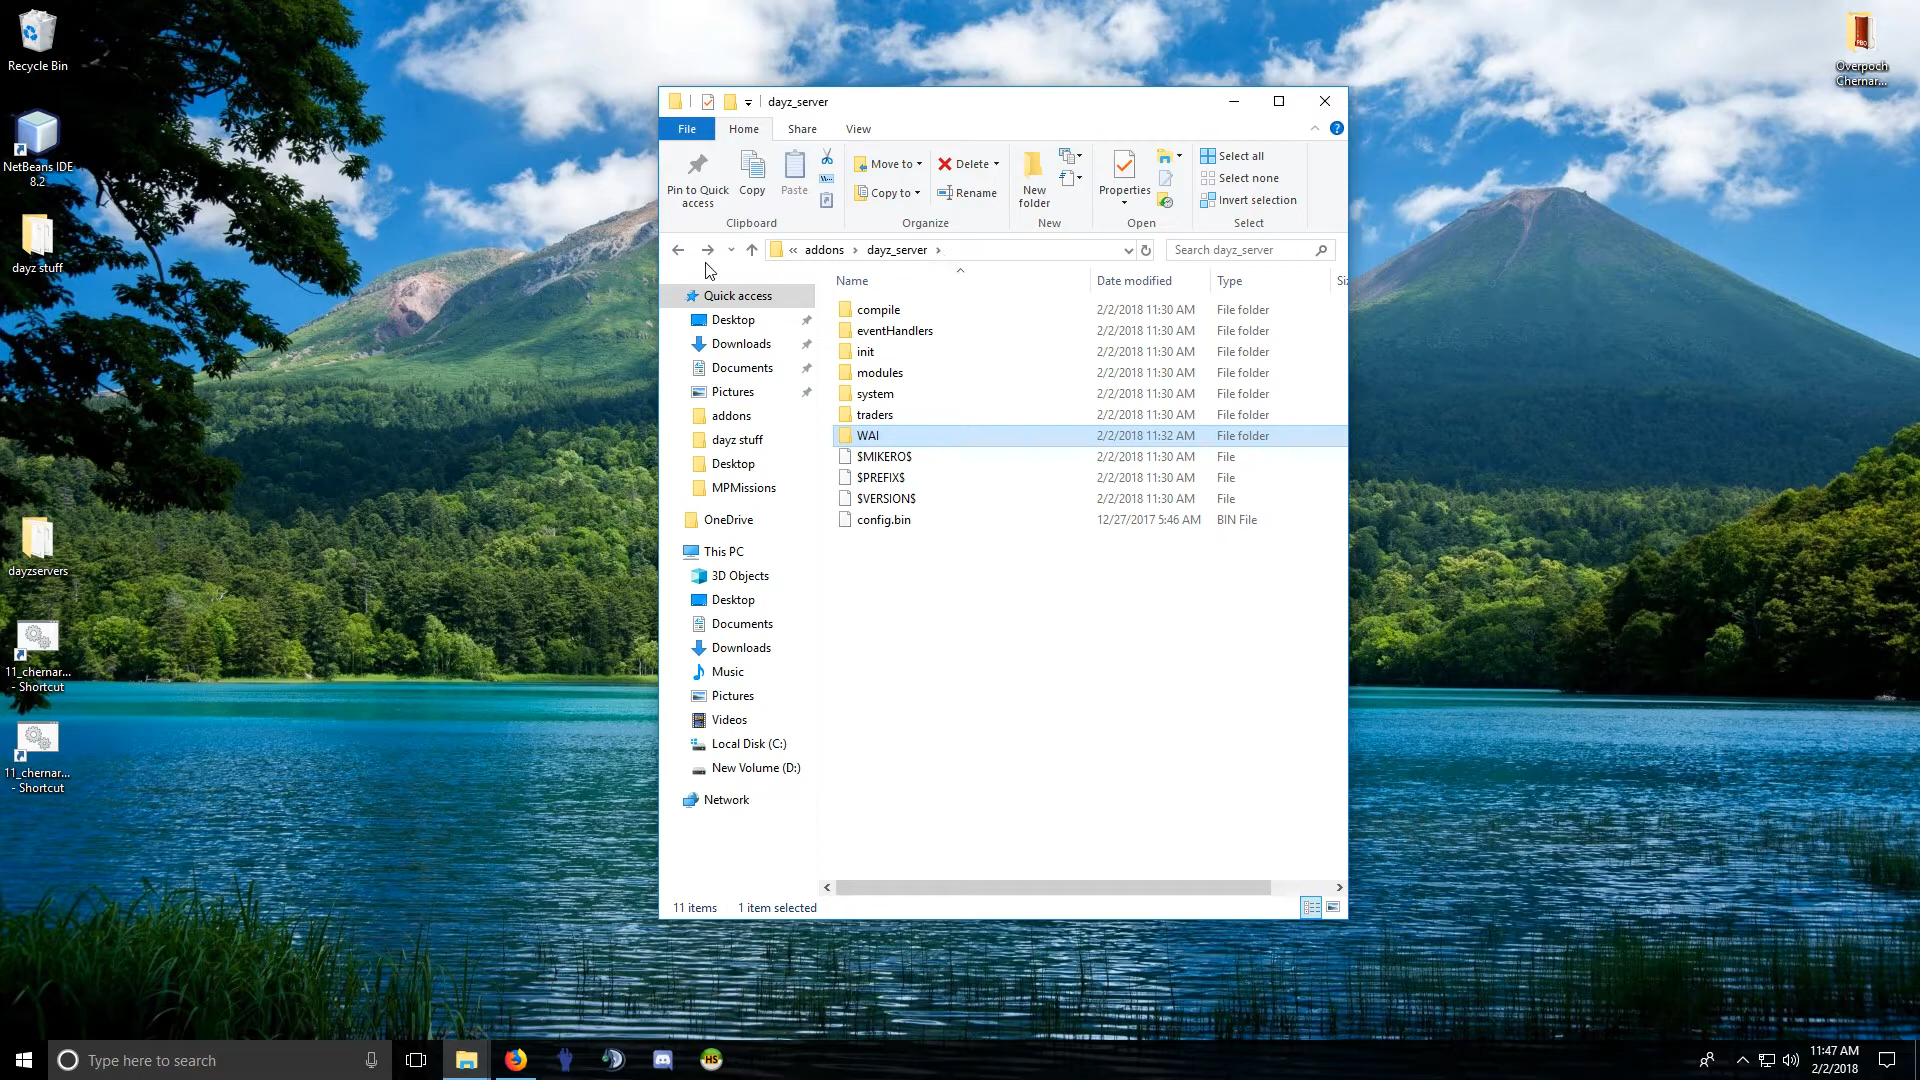 Recycle Bin
NetBeans IDE
8.2
dayz stuff
dayzservers
11_chernar...
- Shortcut
11_chernar...
- Shortcut
Overpoch
Chernar...
PBO
dayz_server
File
Home
Share
View
Pin to Quick
access
Copy
Paste
Clipboard
Move to
Copy to
Delete
Rename
Organize
New
folder
New
Properties
Open
Select all
Select none
Invert selection
Select
« addons › dayz_server ›
Search dayz_server
Name
Date modified
Type
Quick access
Desktop
Downloads
Documents
Pictures
addons
dayz stuff
Desktop
MPMissions
OneDrive
This PC
3D Objects
Desktop
Documents
Downloads
Music
Pictures
Videos
Local Disk (C:)
New Volume (D:)
Network
compile 2/2/2018 11:30 AM File folder
eventHandlers 2/2/2018 11:30 AM File folder
init 2/2/2018 11:30 AM File folder
modules 2/2/2018 11:30 AM File folder
system 2/2/2018 11:30 AM File folder
traders 2/2/2018 11:30 AM File folder
WAI 2/2/2018 11:32 AM File folder
$MIKERO$ 2/2/2018 11:30 AM File
$PREFIX$ 2/2/2018 11:30 AM File
$VERSION$ 2/2/2018 11:30 AM File
config.bin 12/27/2017 5:46 AM BIN File
11 items 1 item selected
Type here to search
HS
11:47 AM
2/2/2018